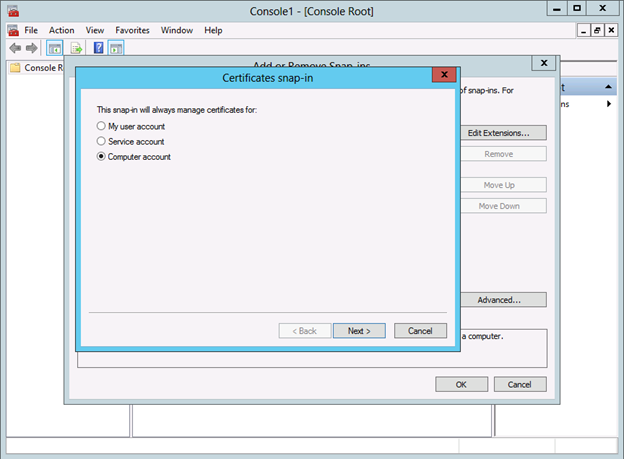 Console1 - [Console Root]
File Action View Favorites Window Help
Console R
Add or Remove Snap-ins
Certificates snap-in
This snap-in will always manage certificates for:
My user account
Service account
Computer account
< Back Next > Cancel
of snap-ins. For
Edit Extensions...
Remove
Move Up
Move Down
Advanced...
a computer.
OK Cancel
t
ns